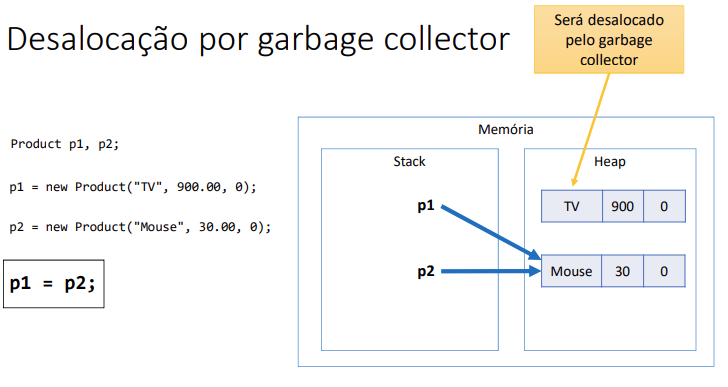 Desalocação por garbage collector
Será desalocado
pelo garbage
collector
Product p1, p2;
p1 = new Product("TV", 900.00, 0);
p2 = new Product("Mouse", 30.00, 0);
p1 = p2;
Memória
Stack
Heap
p1
TV 900 0
p2
Mouse 30 0